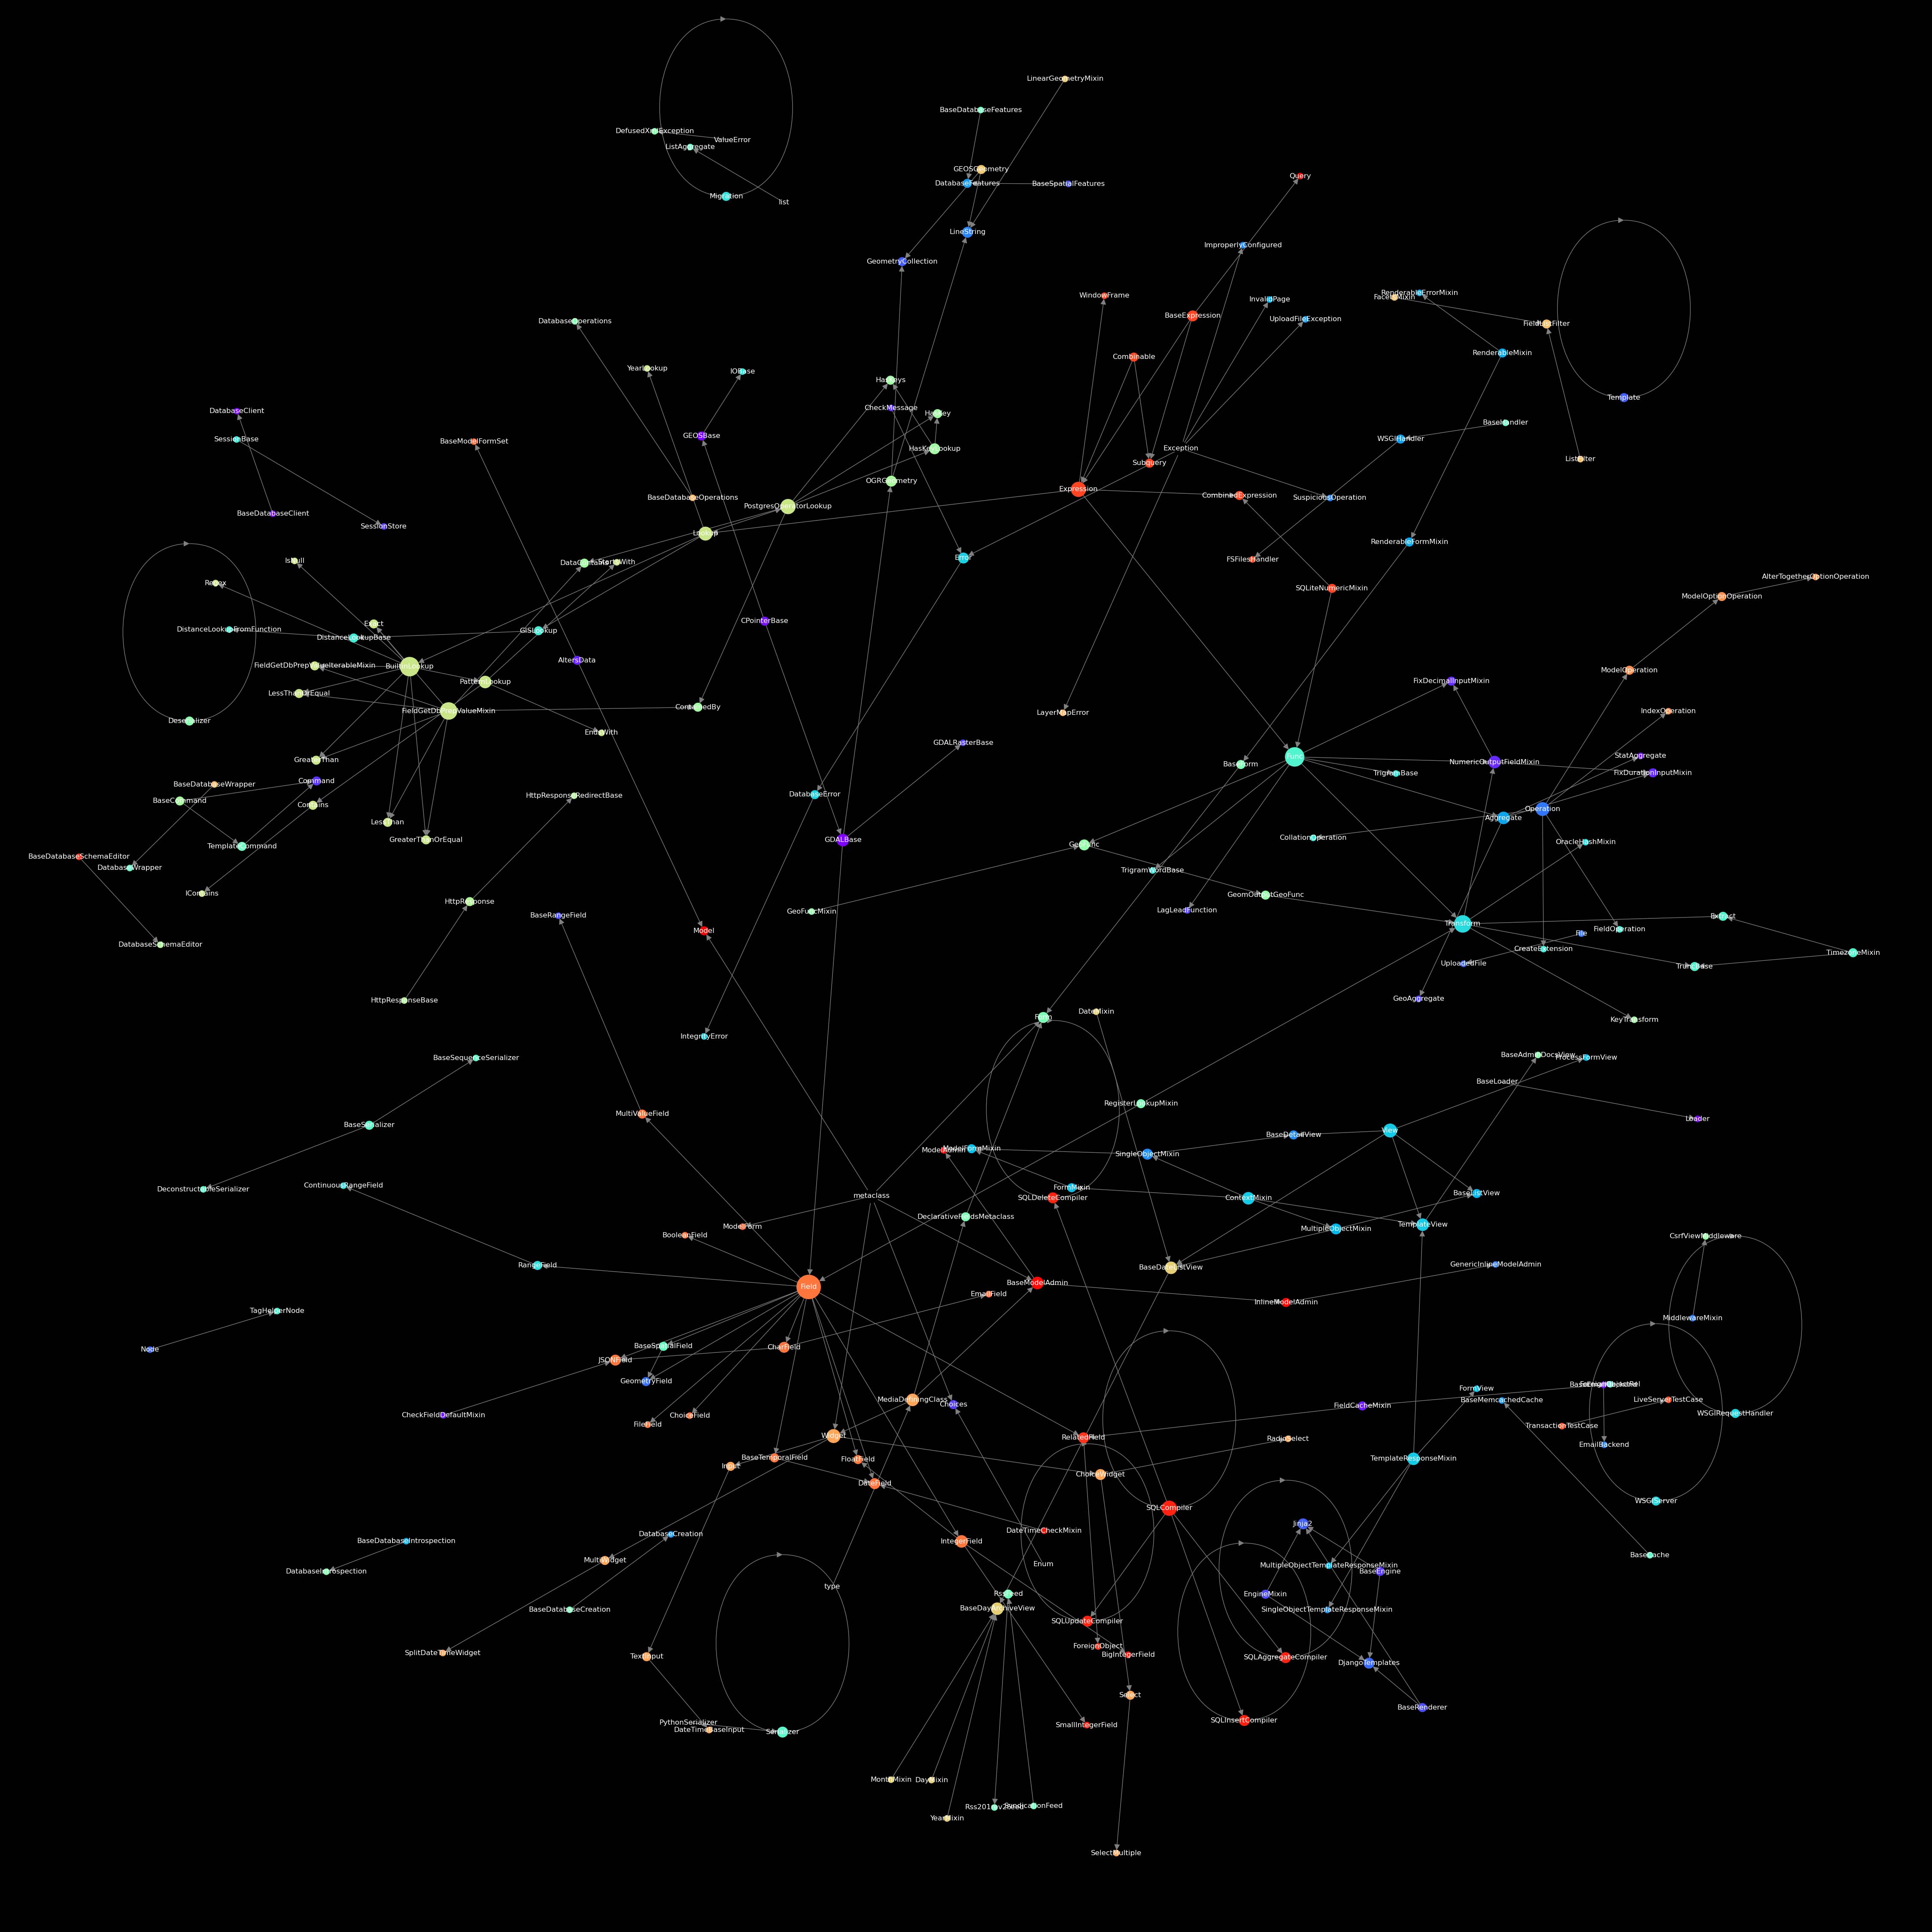 LinearGeometryMixin
BaseDatabaseFeatures
DefusedXmlException
ValueError
ListAggregate
GEOSGeometry
DatabaseFeatures
BaseSpatialFeatures
Query
Migration
list
LineString
ImproperlyConfigured
GeometryCollection
RenderableErrorMixin
WindowFrame
InvalidPage
BaseExpression
UploadFileException
DatabaseOperations
FieldListFilter
RenderableMixin
Combinable
YearLookup
IOBase
HasKeys
Template
CheckMessage
HasKey
DatabaseClient
BaseHandler
SessionBase
BaseModelFormSet
GEOSBase
WSGIHandler
HasKeyLookup
Exception
ListFilter
Subquery
OGRGeometry
Expression
CombinedExpression
SuspiciousOperation
BaseDatabaseOperations
PostgresOperatorLookup
BaseDatabaseClient
SessionStore
Lookup
RenderableFormMixin
Error
FSFilesHandler
IsNull
DataContains
StartsWith
AlterTogetherOptionOperation
Regex
SQLiteNumericMixin
ModelOptionOperation
CPointerBase
Exact
DistanceLookupFromFunction
GISLookup
DistanceLookupBase
AltersData
FieldGetDbPrepValueIterableMixin
BuiltinLookup
ModelOperation
PatternLookup
FixDecimalInputMixin
LessThanOrEqual
ContainedBy
FieldGetDbPrepValueMixin
LayerMapError
IndexOperation
Deserializer
EndsWith
GDALRasterBase
GreaterThan
Func
StatAggregate
NumericOutputFieldMixin
BaseForm
TrigramBase
FixDurationInputMixin
Command
BaseDatabaseWrapper
DatabaseError
HttpResponseRedirectBase
BaseCommand
Contains
Operation
Aggregate
LessThan
CollationOperation
GreaterThanOrEqual
GDALBase
OracleHashMixin
TemplateCommand
GeoFunc
BaseDatabaseSchemaEditor
DatabaseWrapper
TrigramWordBase
IContains
GeomOutputGeoFunc
HttpResponse
LagLeadFunction
GeoFuncMixin
BaseRangeField
Extract
Transform
FieldOperation
Model
File
DatabaseSchemaEditor
CreateExtension
TimezoneMixin
UploadedFile
TruncBase
GeoAggregate
HttpResponseBase
DateMixin
Form
KeyTransform
IntegrityError
BaseAdminDocsView
ProcessFormView
BaseSequenceSerializer
BaseLoader
RegisterLookupMixin
MultiValueField
Loader
BaseSerializer
View
BaseDetailView
ModelAdmin
ModelFormMixin
SingleObjectMixin
ContinuousRangeField
DeconstructableSerializer
FormMixin
BaseListView
metaclass
SQLDeleteCompiler
ContextMixin
DeclarativeFieldsMetaclass
TemplateView
ModelForm
MultipleObjectMixin
BooleanField
CsrfViewMiddleware
RangeField
GenericInlineModelAdmin
BaseDateListView
BaseModelAdmin
Field
EmailField
InlineModelAdmin
TagHelperNode
MiddlewareMixin
BaseSpatialField
CharField
Node
JSONField
GeometryField
FormView
MediaDefiningClass
BaseMemcachedCache
LiveServerTestCase
Choices
FieldCacheMixin
CheckFieldDefaultMixin
ChoiceField
WSGIRequestHandler
FileField
TransactionTestCase
Widget
RelatedField
RadioSelect
EmailBackend
BaseTemporalField
FloatField
TemplateResponseMixin
Input
ChoiceWidget
DateField
WSGIServer
SQLCompiler
Jinja2
DateTimeCheckMixin
DatabaseCreation
BaseDatabaseIntrospection
IntegerField
BaseCache
MultiWidget
Enum
MultipleObjectTemplateResponseMixin
BaseEngine
DatabaseIntrospection
type
EngineMixin
RssFeed
BaseDatabaseCreation
BaseDayArchiveView
SingleObjectTemplateResponseMixin
SQLUpdateCompiler
ForeignObject
SplitDateTimeWidget
BigIntegerField
TextInput
SQLAggregateCompiler
DjangoTemplates
Select
BaseRenderer
SQLInsertCompiler
PythonSerializer
SmallIntegerField
DateTimeBaseInput
Serializer
MonthMixin
DayMixin
SyndicationFeed
YearMixin
SelectMultiple